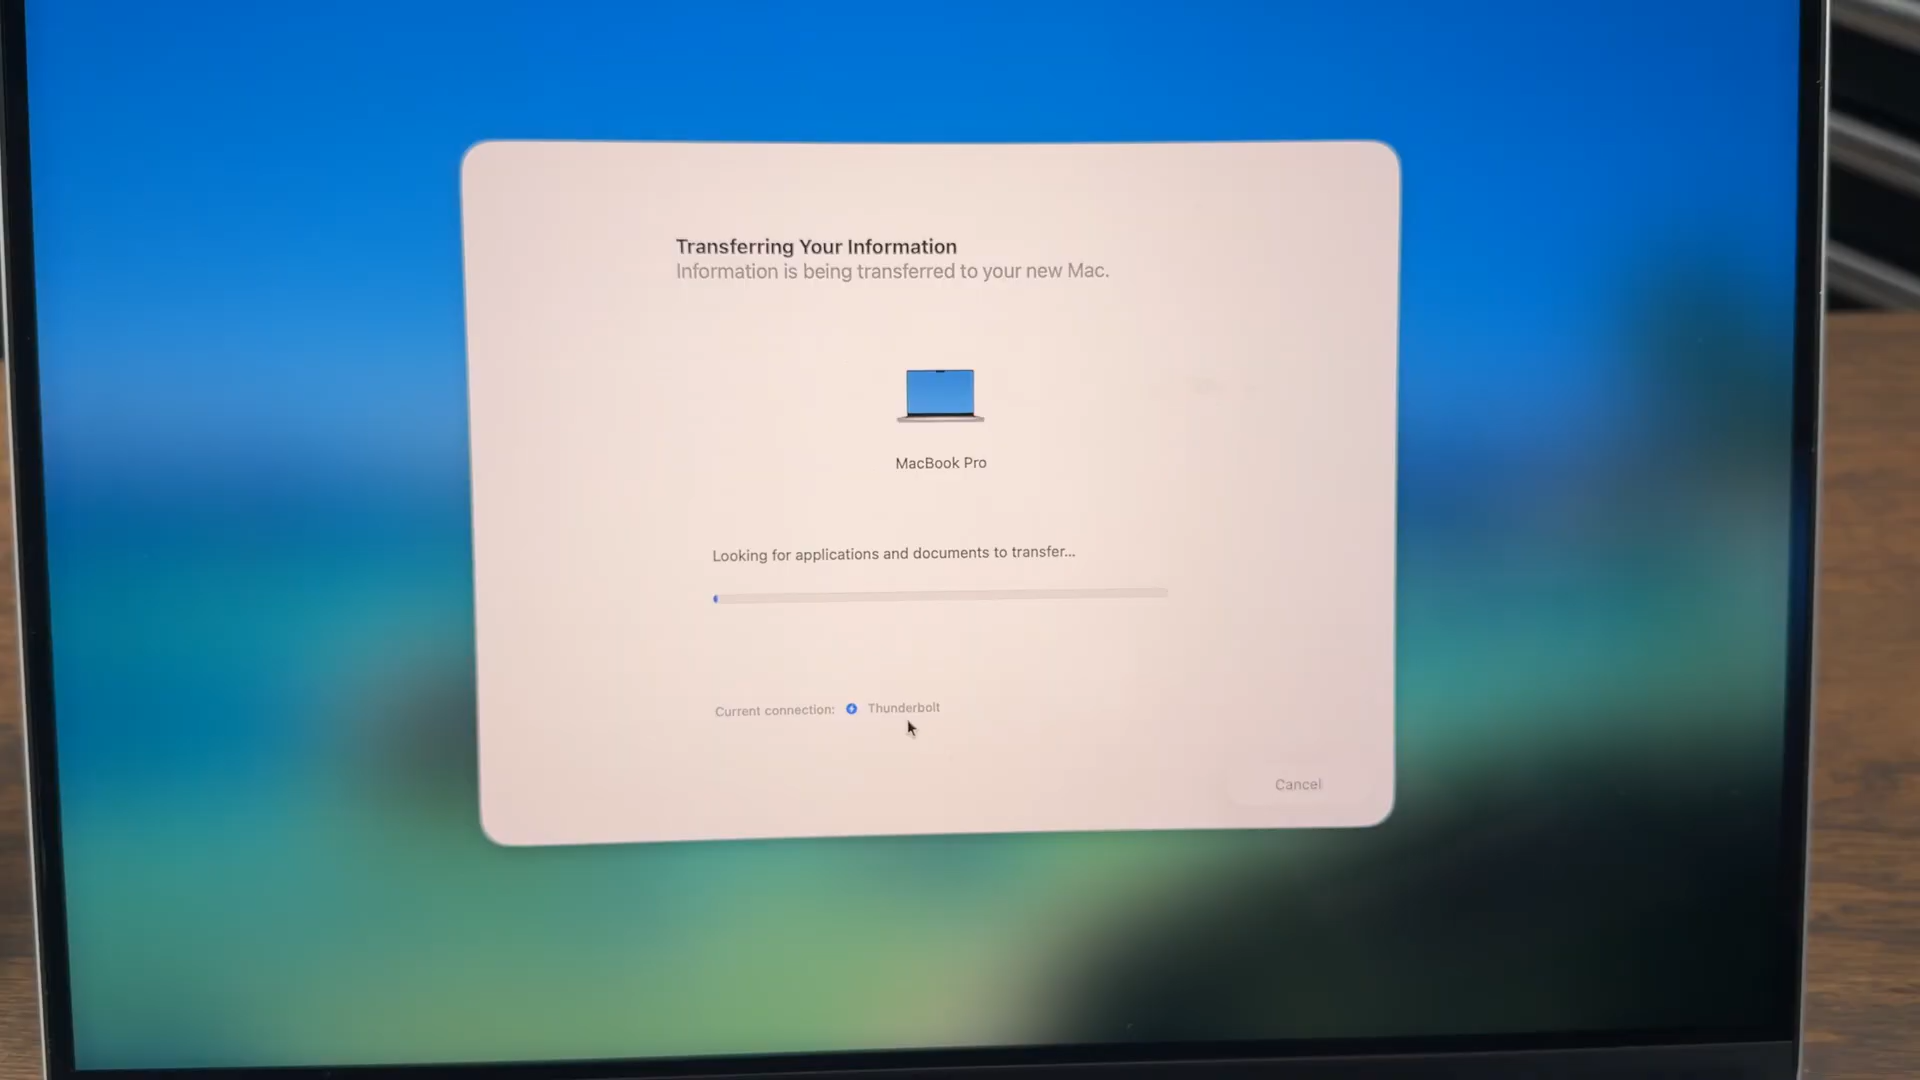 Transferring Your Information
Information is being transferred to your new Mac.
MacBook Pro
Looking for applications and documents to transfer...
Current connection: Thunderbolt
Cancel